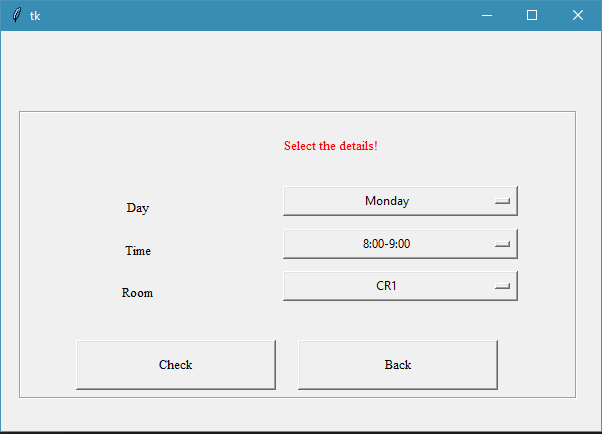 tk
Select the details!
Day
Monday
Time
8:00-9:00
Room
CR1
Check
Back